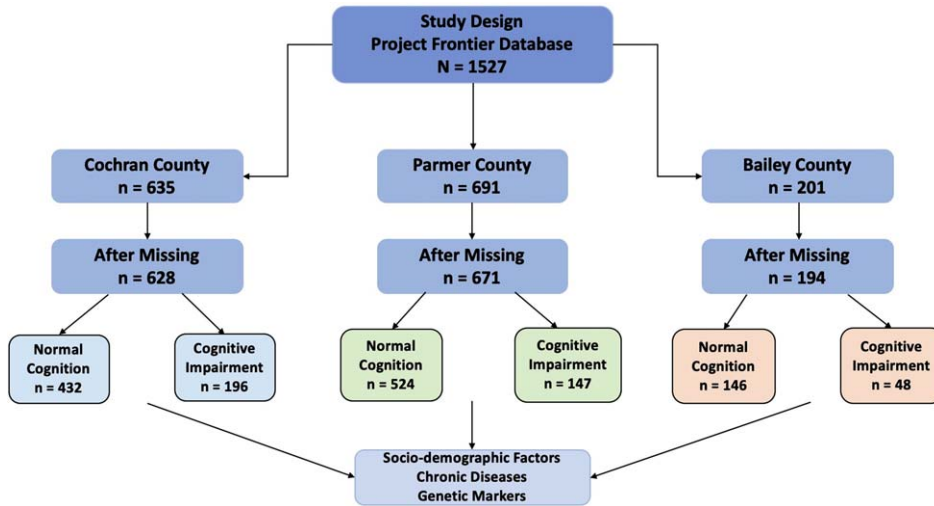 Study Design
Project Frontier Database
N = 1527
Cochran County
n = 635
Parmer County
n = 691
Bailey County
n = 201
After Missing
n = 628
After Missing
n = 671
After Missing
n = 194
Normal
Cognition
n = 432
Cognitive
Impairment
n = 196
Normal
Cognition
n = 524
Cognitive
Impairment
n = 147
Normal
Cognition
n = 146
Cognitive
Impairment
n = 48
Socio-demographic Factors
Chronic Diseases
Genetic Markers